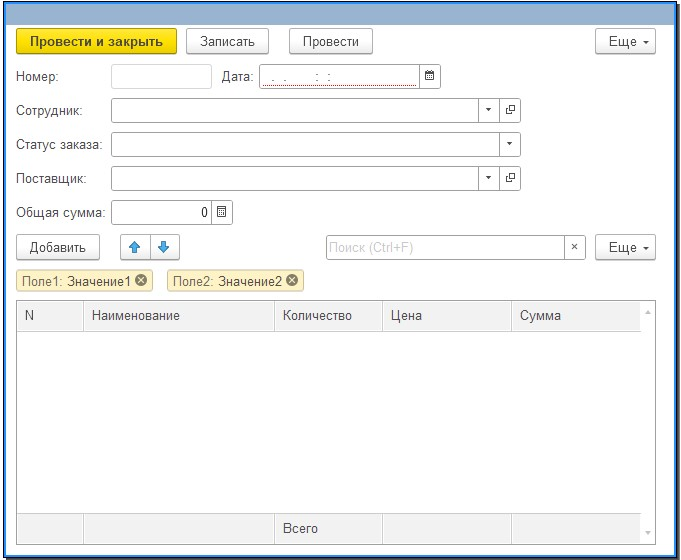 Провести и закрыть Записать Провести Еще
Номер: Дата: . . : :
Сотрудник:
Статус заказа:
Поставщик:
Общая сумма: 0
Добавить Поиск (Ctrl+F) × Еще
Поле1: Значение1 Поле2: Значение2
N Наименование Количество Цена Сумма
Всего